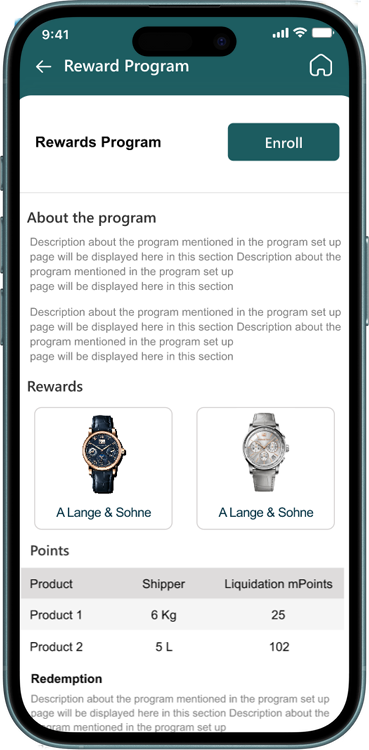 9:41
Reward Program
Rewards Program
Enroll
About the program
Description about the program mentioned in the program set up
page will be displayed here in this section Description about the
program mentioned in the program set up
page will be displayed here in this section
Description about the program mentioned in the program set up
page will be displayed here in this section Description about the
program mentioned in the program set up
page will be displayed here in this section
Rewards
A Lange & Sohne
A Lange & Sohne
Points
Product Shipper Liquidation mPoints
Product 1 6 Kg 25
Product 2 5 L 102
Redemption
Description about the program mentioned in the program set up
page will be displayed here in this section Description about the
program mentioned in the program set up